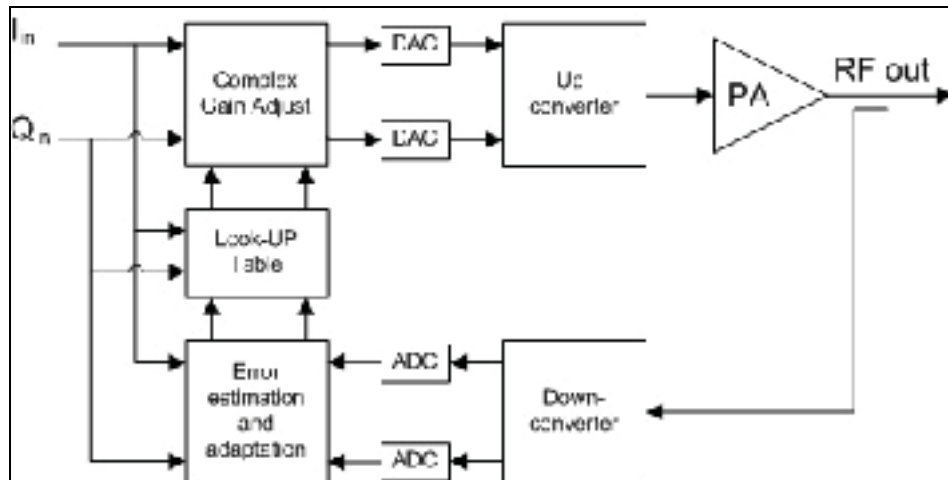 I in
DAC
Complex
Gain Adjust
Up
converter
PA
RF out
Q in
DAC
Look-UP
Table
Error
estimation
and
adaptation
ADC
Down-
converter
ADC